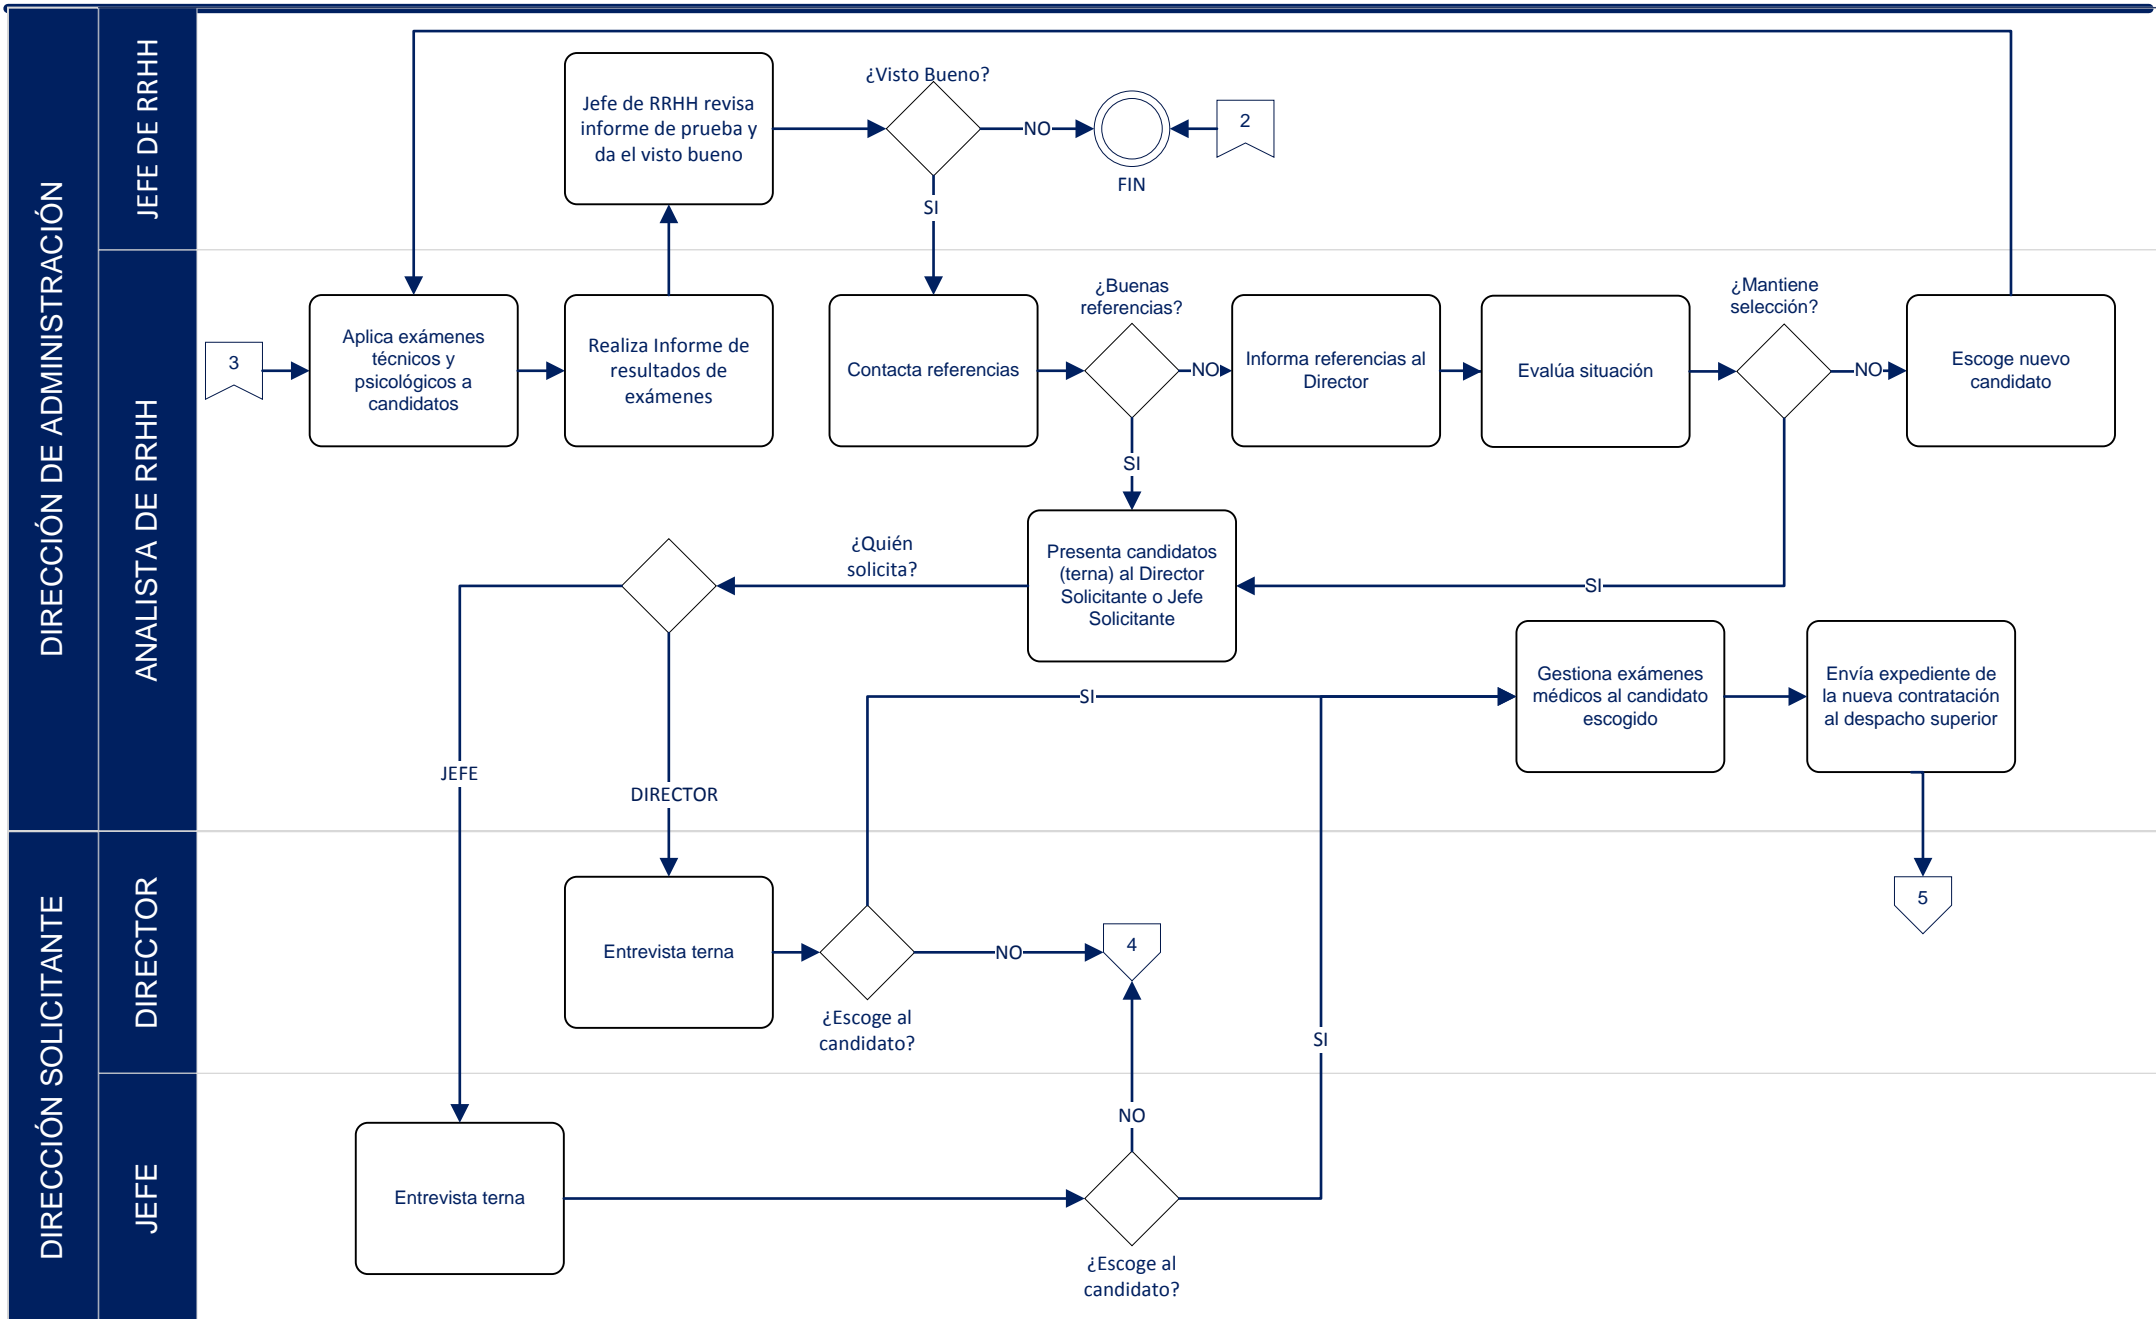 DIRECCIÓN DE ADMINISTRACIÓN
JEFE DE RRHH
Jefe de RRHH revisa
informe de prueba y
da el visto bueno
¿Visto Bueno?
NO
SI
FIN
2
ANALISTA DE RRHH
3
Aplica exámenes
técnicos y
psicológicos a
candidatos
Realiza Informe de
resultados de
exámenes
Contacta referencias
¿Buenas
referencias?
NO
SI
Informa referencias al
Director
Evalúa situación
¿Mantiene
selección?
NO
SI
Escoge nuevo
candidato
Presenta candidatos
(terna) al Director
Solicitante o Jefe
Solicitante
¿Quién
solicita?
JEFE
DIRECTOR
SI
Gestiona exámenes
médicos al candidato
escogido
Envía expediente de
la nueva contratación
al despacho superior
DIRECCIÓN SOLICITANTE
DIRECTOR
Entrevista terna
¿Escoge al
candidato?
NO
4
5
SI
JEFE
Entrevista terna
NO
¿Escoge al
candidato?